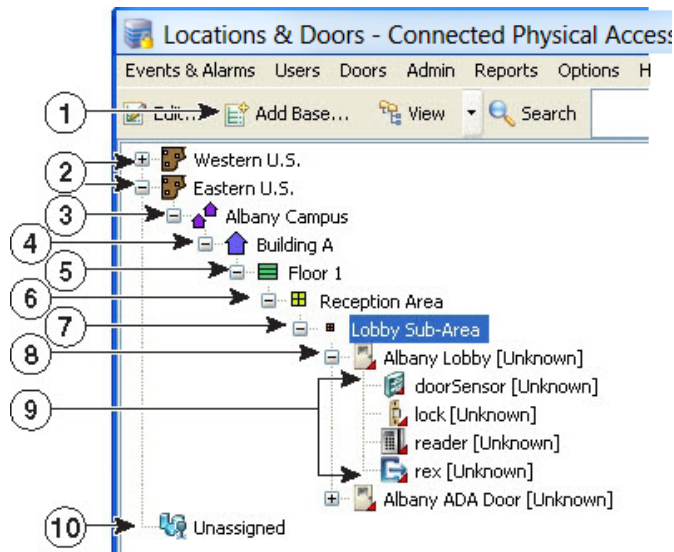 Locations & Doors - Connected Physical Acces
Events & Alarms Users Doors Admin Reports Options H
1 Edit... Add Base... View Search
2 Western U.S.
Eastern U.S.
3 Albany Campus
4 Building A
5 Floor 1
6 Reception Area
7 Lobby Sub-Area
8 Albany Lobby [Unknown]
doorSensor [Unknown]
9 lock [Unknown]
reader [Unknown]
rex [Unknown]
Albany ADA Door [Unknown]
10 Unassigned